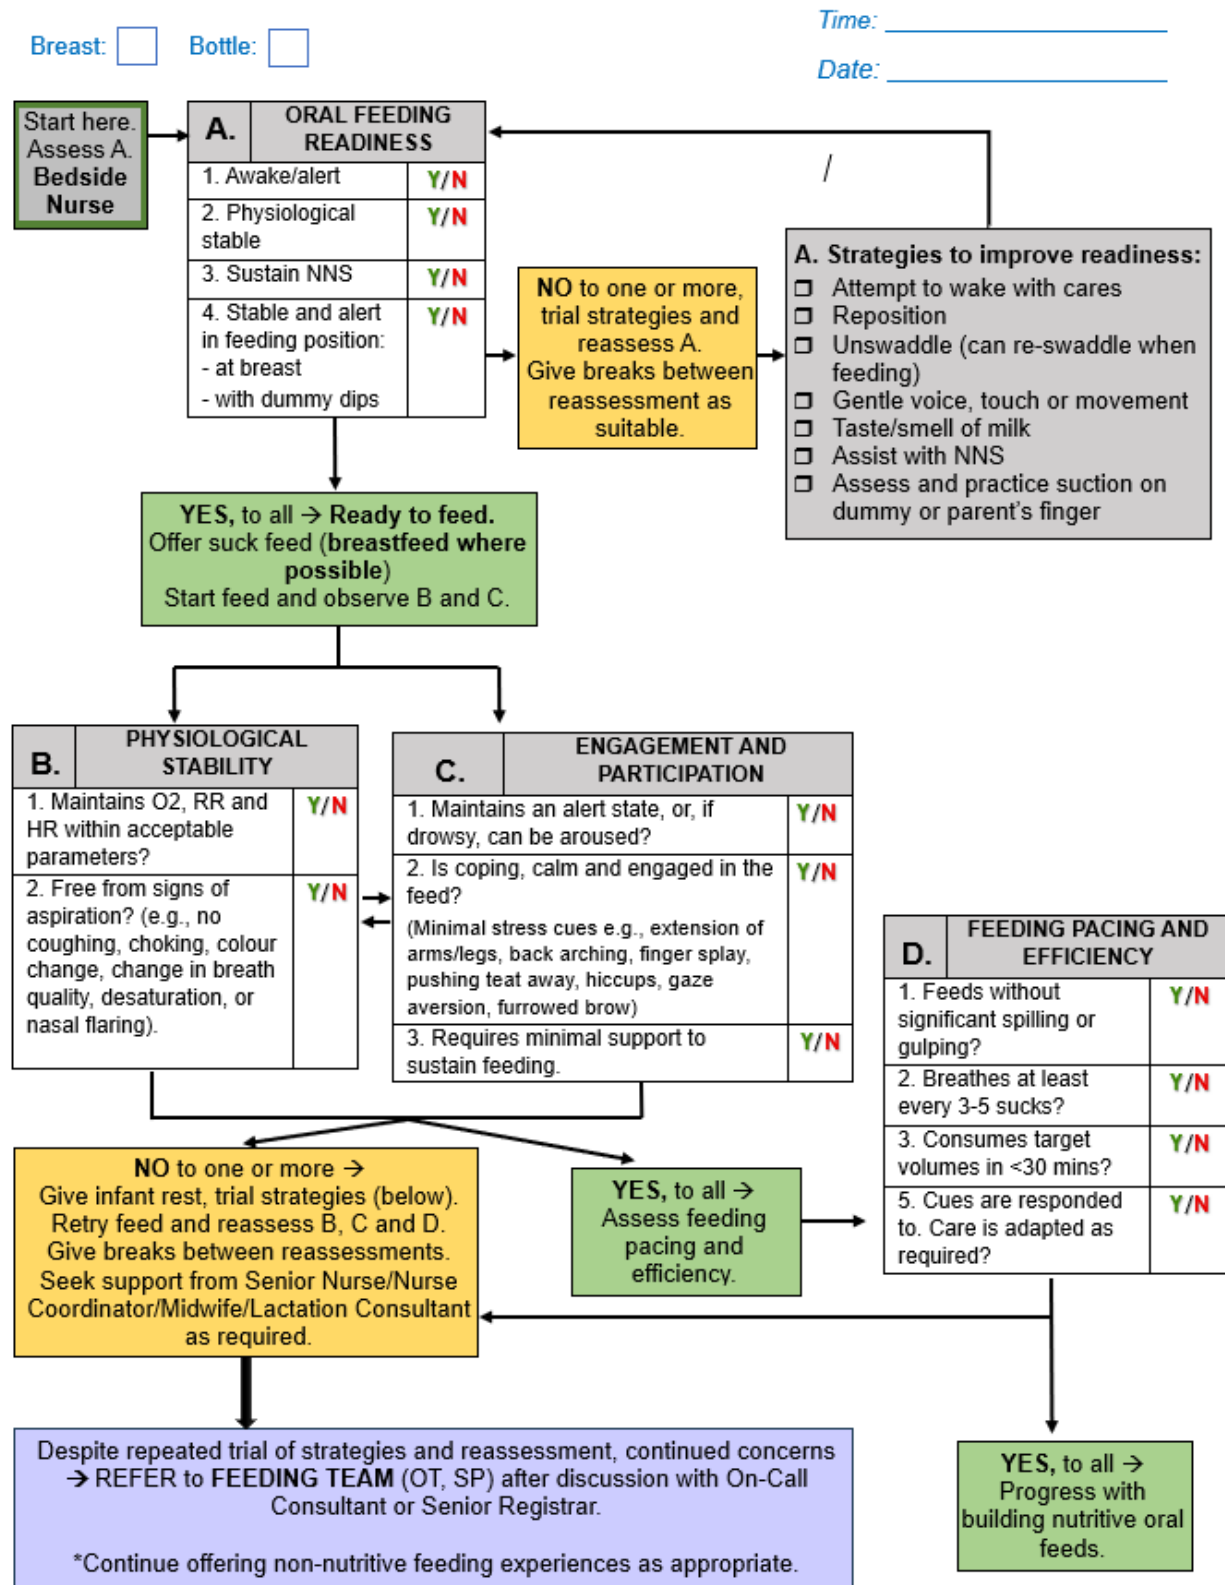 Breast:
Bottle:
Time:
Date:
Start here.
Assess A.
Bedside
Nurse
A.
ORAL FEEDING
READINESS
1. Awake/alert
Y/N
2. Physiological
stable
Y/N
3. Sustain NNS
Y/N
4. Stable and alert
in feeding position:
- at breast
- with dummy dips
Y/N
/
NO to one or more,
trial strategies and
reassess A.
Give breaks between
reassessment as
suitable.
A. Strategies to improve readiness:
❒ Attempt to wake with cares
❒ Reposition
❒ Unswaddle (can re-swaddle when
feeding)
❒ Gentle voice, touch or movement
❒ Taste/smell of milk
❒ Assist with NNS
❒ Assess and practice suction on
dummy or parent's finger
YES, to all → Ready to feed.
Offer suck feed (breastfeed where
possible)
Start feed and observe B and C.
B.
PHYSIOLOGICAL
STABILITY
1. Maintains O2, RR and
HR within acceptable
parameters?
Y/N
2. Free from signs of
aspiration? (e.g., no
coughing, choking, colour
change, change in breath
quality, desaturation, or
nasal flaring).
Y/N
C.
ENGAGEMENT AND
PARTICIPATION
1. Maintains an alert state, or, if
drowsy, can be aroused?
Y/N
2. Is coping, calm and engaged in the
feed?
(Minimal stress cues e.g., extension of
arms/legs, back arching, finger splay,
pushing teat away, hiccups, gaze
aversion, furrowed brow)
Y/N
3. Requires minimal support to
sustain feeding.
Y/N
D.
FEEDING PACING AND
EFFICIENCY
1. Feeds without
significant spilling or
gulping?
Y/N
2. Breathes at least
every 3-5 sucks?
Y/N
3. Consumes target
volumes in <30 mins?
Y/N
5. Cues are responded
to. Care is adapted as
required?
Y/N
NO to one or more →
Give infant rest, trial strategies (below).
Retry feed and reassess B, C and D.
Give breaks between reassessments.
Seek support from Senior Nurse/Nurse
Coordinator/Midwife/Lactation Consultant
as required.
YES, to all →
Assess feeding
pacing and
efficiency.
Despite repeated trial of strategies and reassessment, continued concerns
→ REFER to FEEDING TEAM (OT, SP) after discussion with On-Call
Consultant or Senior Registrar.
*Continue offering non-nutritive feeding experiences as appropriate.
YES, to all →
Progress with
building nutritive oral
feeds.